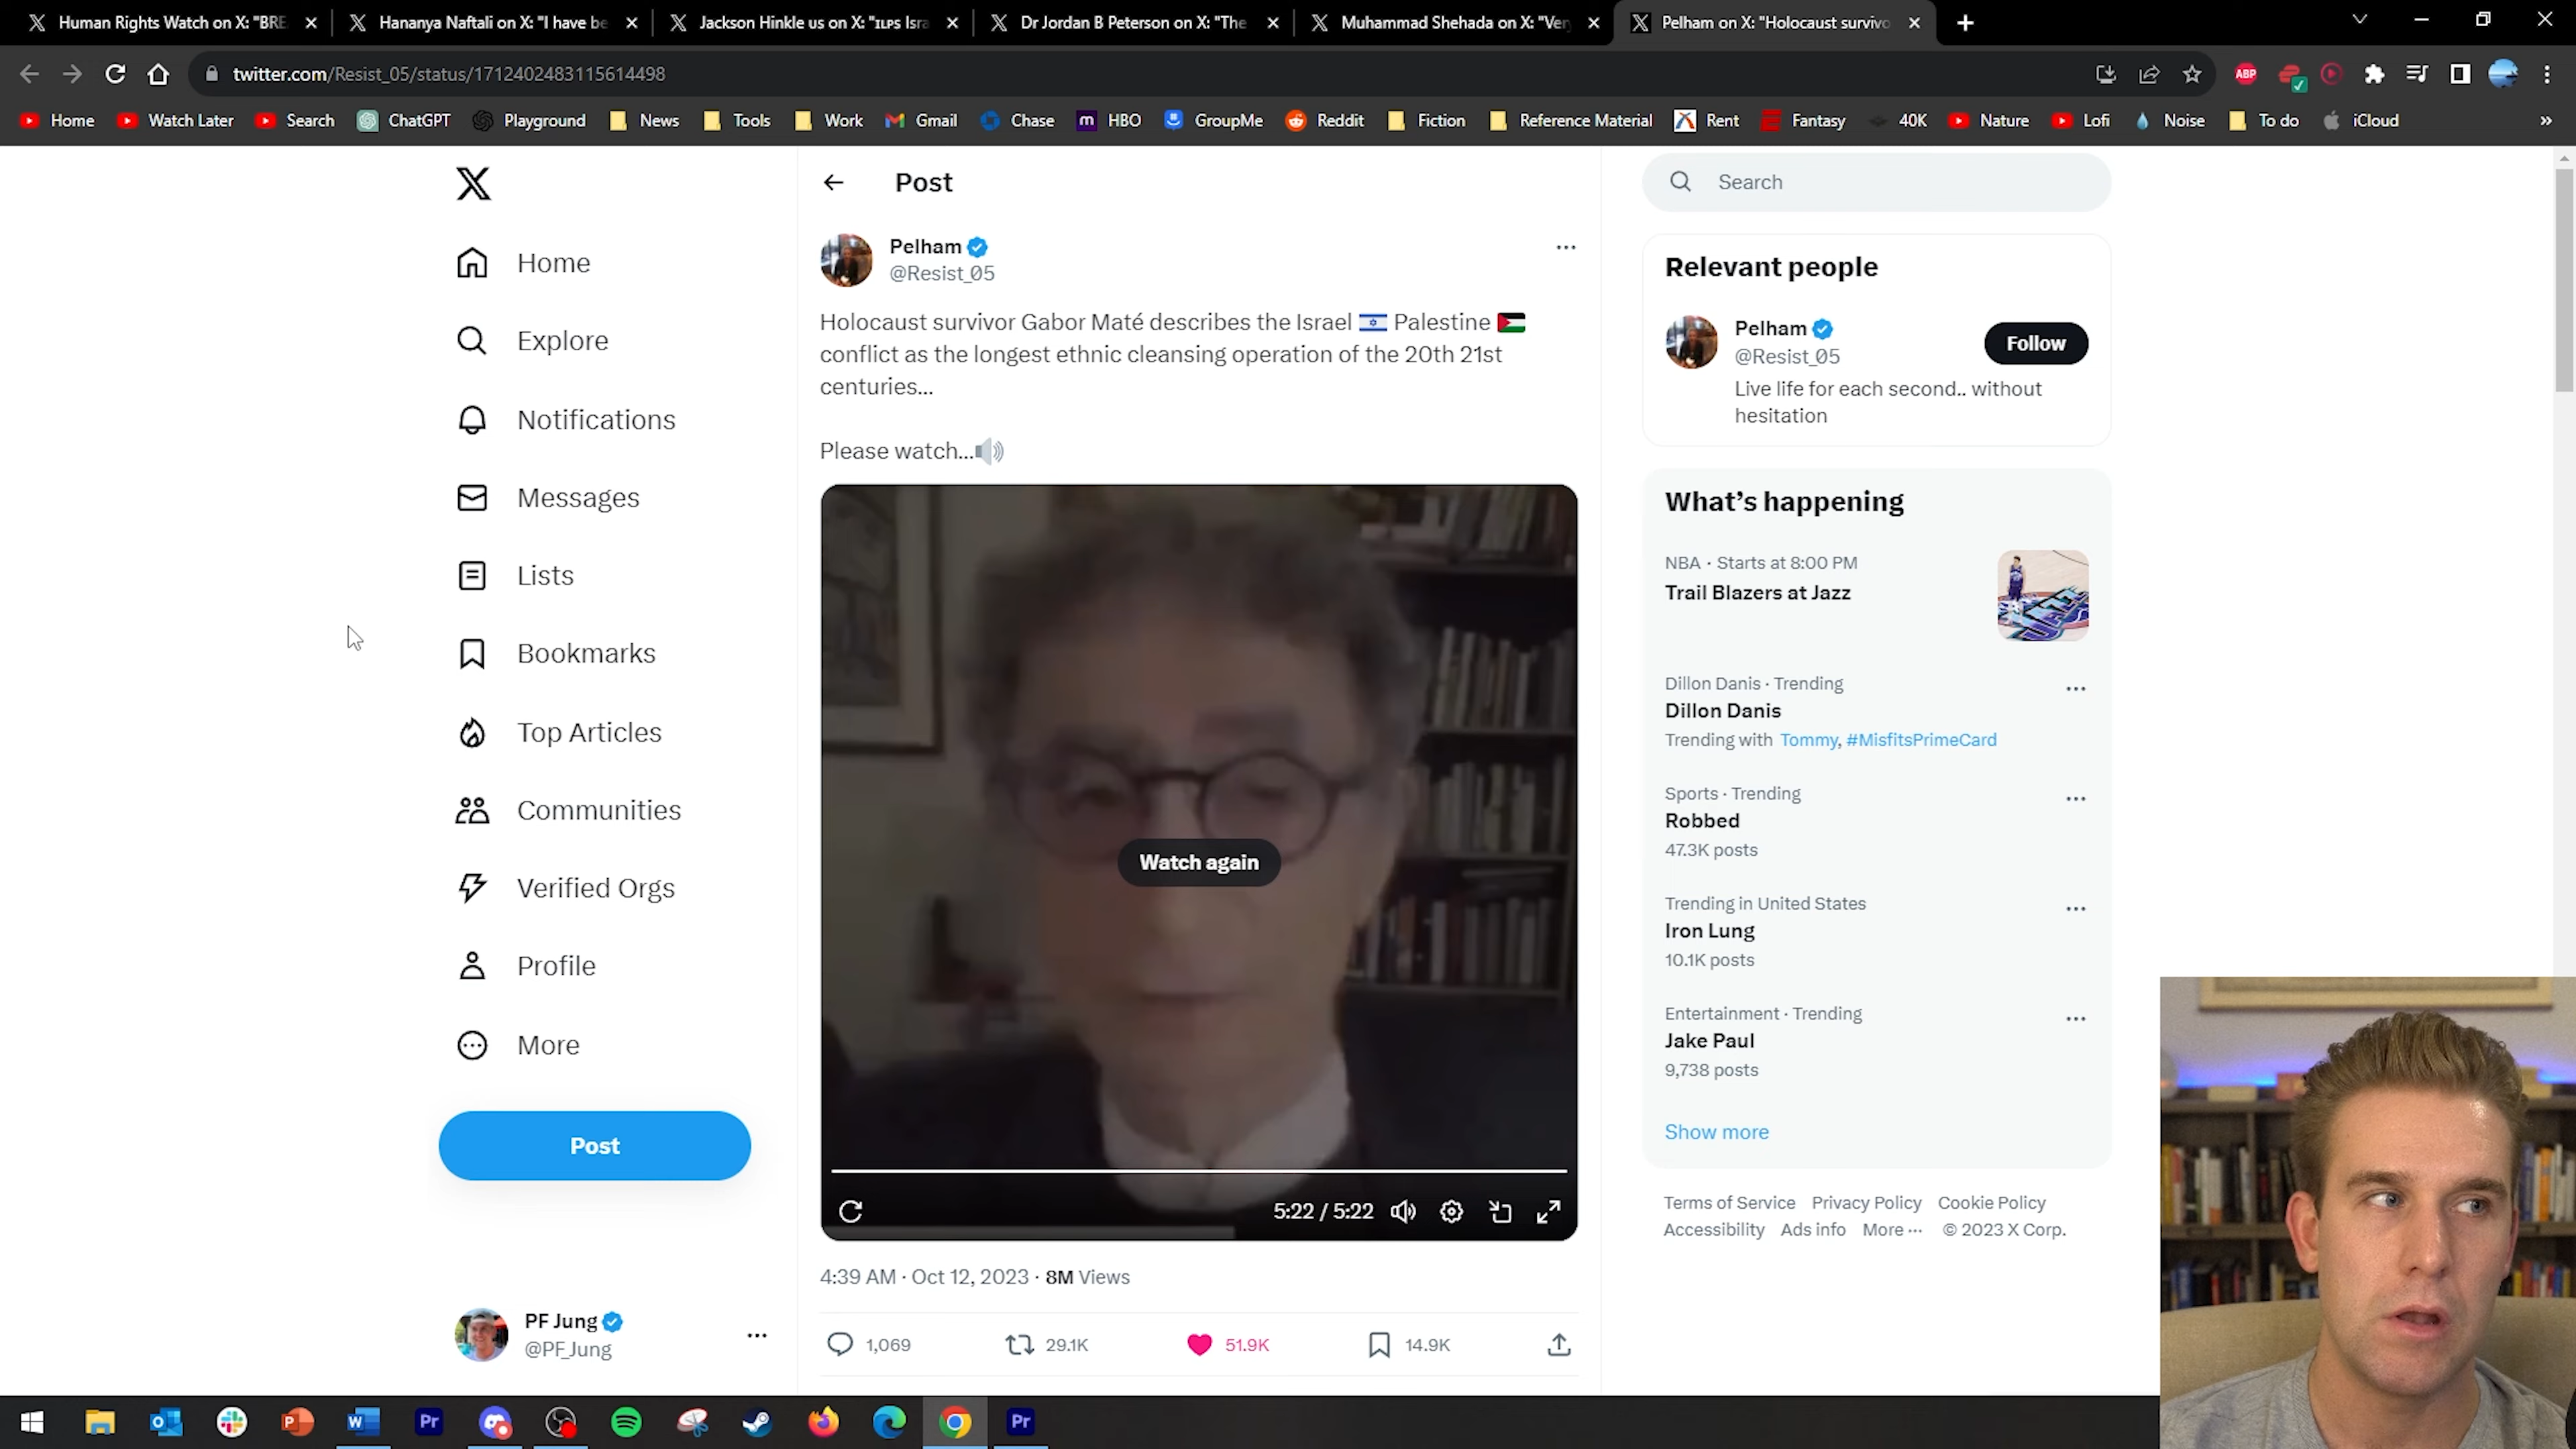 Human Rights Watch on X: "BRE
Hananya Naftali on X: "I have be
Jackson Hinkle us on X: "ILPS Isra
Dr Jordan B Peterson on X: "The
Muhammad Shehada on X: "Ver
Pelham on X: "Holocaust survivo
twitter.com/Resist_05/status/1712402483115614498
ABP
Home
Watch Later
Search
ChatGPT
Playground
News
Tools
Work
Gmail
Chase
m HBO
GroupMe
Reddit
Fiction
Reference Material
Rent
Fantasy
40K
Nature
Lofi
Noise
To do
iCloud
»
Home
Explore
Notifications
Messages
Lists
Bookmarks
Top Articles
Communities
Verified Orgs
Profile
More
Post
PF Jung
@PF_Jung
Post
Pelham
@Resist_05
Holocaust survivor Gabor Maté describes the Israel 🇮🇱 Palestine 🇵🇸
conflict as the longest ethnic cleansing operation of the 20th 21st
centuries...
Please watch...🔊
Watch again
5:22 / 5:22
4:39 AM · Oct 12, 2023 · 8M Views
1,069
29.1K
51.9K
14.9K
Search
Relevant people
Pelham
@Resist_05
Follow
Live life for each second.. without
hesitation
What's happening
NBA · Starts at 8:00 PM
Trail Blazers at Jazz
Dillon Danis · Trending
Dillon Danis
Trending with Tommy, #MisfitsPrimeCard
Sports · Trending
Robbed
47.3K posts
Trending in United States
Iron Lung
10.1K posts
Entertainment · Trending
Jake Paul
9,738 posts
Show more
Terms of Service Privacy Policy Cookie Policy
Accessibility Ads info More ··· © 2023 X Corp.
Pr
Pr